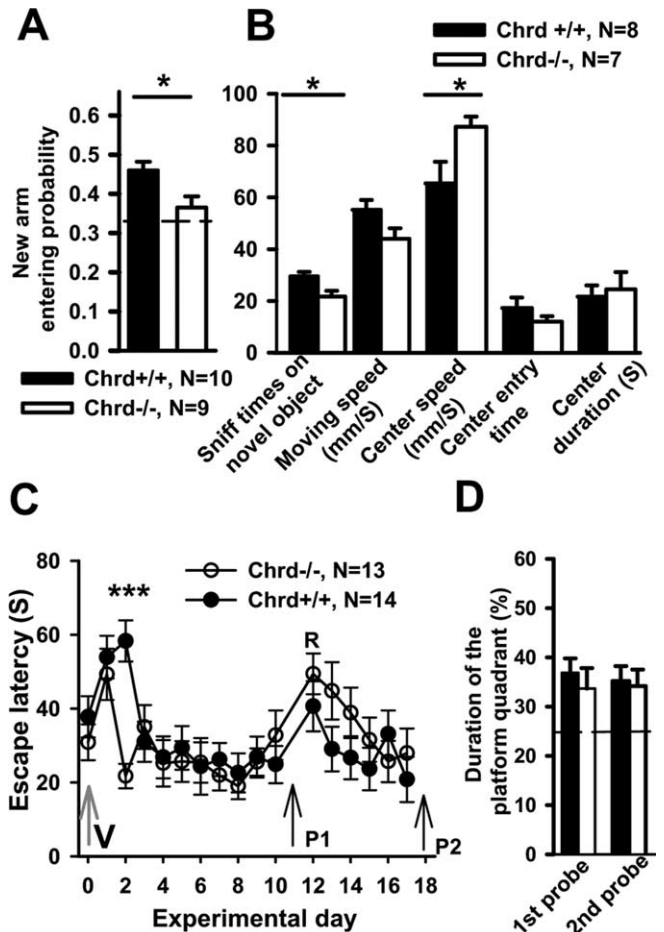 A
B
Chrd +/+, N=8
Chrd-/-, N=7
*
*
*
New arm
entering probability
0.6
0.5
0.4
0.3
0.2
0.1
0.0
100
80
60
40
20
0
Chrd+/+, N=10
Chrd-/-, N=9
Sniff times on
novel object
Moving speed
(mm/S)
Center speed
(mm/S)
Center entry
time
Center
duration (S)
C
D
Escape latercy (S)
80
60
40
20
0
***
Chrd-/-, N=13
Chrd+/+, N=14
R
V
P1
P2
0 2 4 6 8 10 12 14 16 18
Experimental day
Duration of the
platform quadrant (%)
60
50
40
30
20
10
0
1st probe
2nd probe